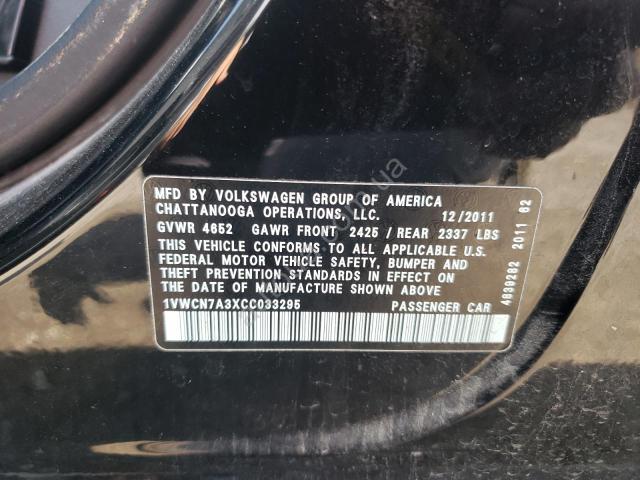 MFD BY VOLKSWAGEN GROUP OF AMERICA
CHATTANOOGA OPERATIONS, LLC. 12/2011
GVWR 4652 GAWR FRONT 2425 / REAR 2337 LBS
THIS VEHICLE CONFORMS TO ALL APPLICABLE U.S.
FEDERAL MOTOR VEHICLE SAFETY, BUMPER AND
THEFT PREVENTION STANDARDS IN EFFECT ON
THE DATE OF MANUFACTURE SHOWN ABOVE
1VWCN7A3XCC033295 PASSENGER CAR
4839282 2011 62